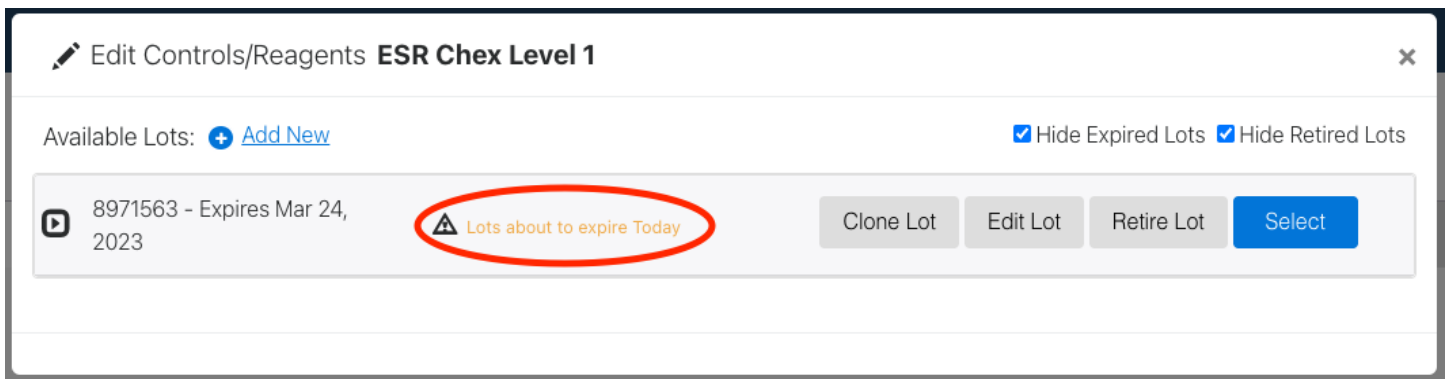 Edit Controls/Reagents ESR Chex Level 1
Available Lots: Add New
Hide Expired Lots Hide Retired Lots
8971563 - Expires Mar 24,
2023
Lots about to expire Today
Clone Lot Edit Lot Retire Lot Select